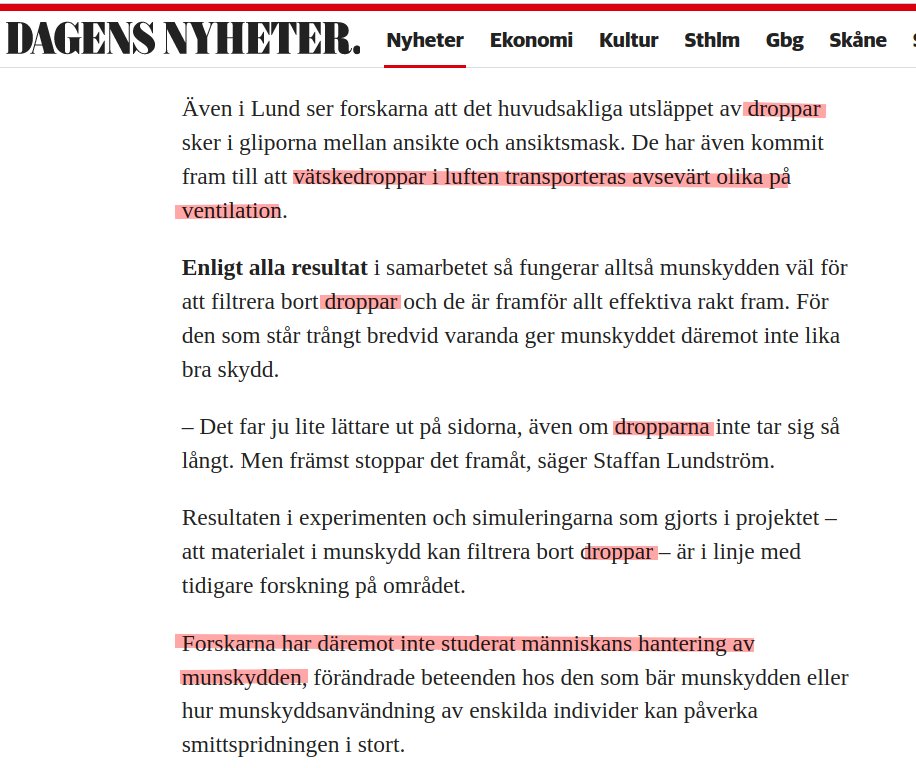 DAGENS NYHETER.
Nyheter Ekonomi Kultur Sthlm Gbg Skåne
Även i Lund ser forskarna att det huvudsakliga utsläppet av droppar
sker i gliporna mellan ansikte och ansiktsmask. De har även kommit
fram till att vätskedroppar i luften transporteras avsevärt olika på
ventilation.
Enligt alla resultat i samarbetet så fungerar alltså munskydden väl för
att filtrera bort droppar och de är framför allt effektiva rakt fram. För
den som står trångt bredvid varanda ger munskyddet däremot inte lika
bra skydd.
– Det far ju lite lättare ut på sidorna, även om dropparna inte tar sig så
långt. Men främst stoppar det framåt, säger Staffan Lundström.
Resultaten i experimenten och simuleringarna som gjorts i projektet –
att materialet i munskydd kan filtrera bort droppar – är i linje med
tidigare forskning på området.
Forskarna har däremot inte studerat människans hantering av
munskydden, förändrade beteenden hos den som bär munskydden eller
hur munskyddsanvändning av enskilda individer kan påverka
smittspridningen i stort.